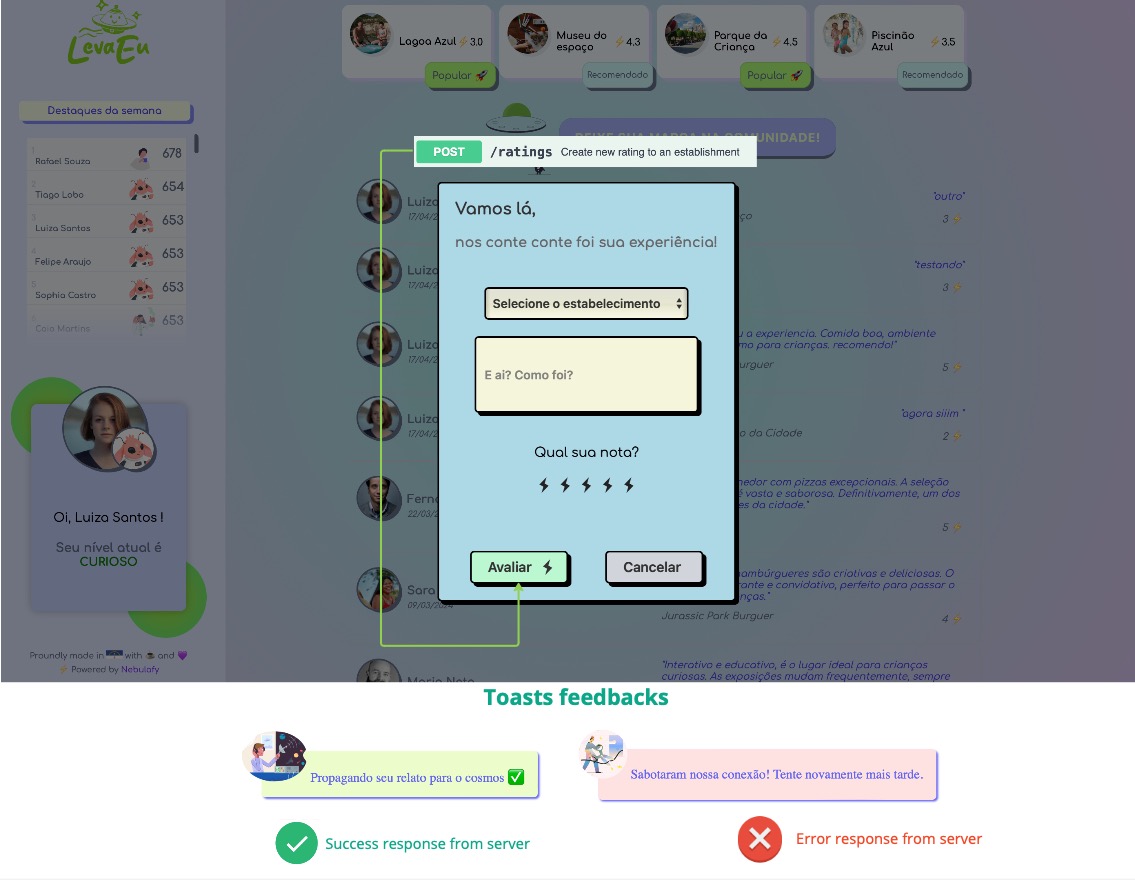 LevaEu
Lagoa Azul ⚡3.0
Museu do
espaço
⚡4.3
Parque da
Criança
⚡4.5
Piscinão
Azul
⚡3.5
Popular 🚀
Recomendado
Popular 🚀
Recomendado
Destaques da semana
1
Rafael Souza
678
2
Tiago Lobo
654
3
Luiza Santos
653
4
Felipe Araujo
653
5
Sophia Castro
653
6
Caio Martins
653
DEIXE SUA MARCA NA COMUNIDADE!
POST /ratings Create new rating to an establishment
Vamos lá,
nos conte conte foi sua experiência!
Selecione o estabelecimento
E ai? Como foi?
Qual sua nota?
Avaliar
Cancelar
Luiza
17/04/2
ço
"outro"
3 ⚡
Luiza
17/04/2
"testando"
3 ⚡
Luiza
17/04/2
u a experiencia. Comida boa, ambiente
mo para crianças. recomendo!"
urguer
5 ⚡
Luiza
17/04/2
"agora siiim "
o da Cidade
2 ⚡
Fern
22/03/2
nedor com pizzas excepcionais. A seleção
é vasta e saborosa. Definitivamente, um dos
es da cidade."
5 ⚡
Sara
09/03/2024
hambúrgueres são criativas e deliciosas. O
rante e convidativo, perfeito para passar o
nças."
Jurassic Park Burguer
4 ⚡
Maria Neto
"Interativo e educativo, é o lugar ideal para crianças
curiosas. As exposições mudam frequentemente, sempre
Oi, Luiza Santos !
Seu nível atual é
CURIOSO
Proundly made in with ☕ and 💜
⚡ Powered by Nebulafy
Toasts feedbacks
Propagando seu relato para o cosmos ✅
Sabotaram nossa conexão! Tente novamente mais tarde.
Success response from server
Error response from server